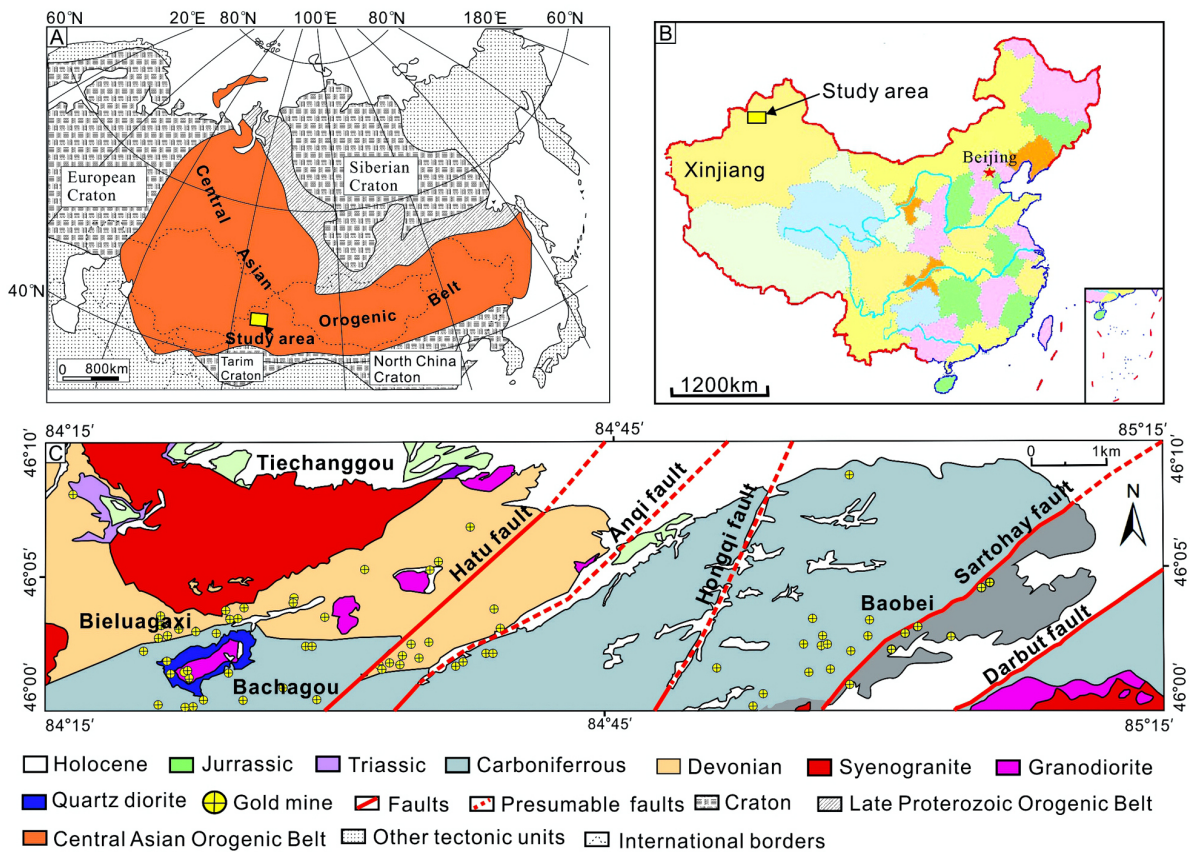 60°N 20°E 80°N 100°E 80°N 180°E 60°N
A
European
Craton
Siberian
Craton
Central
Asian
Orogenic
Belt
40°N
Study area
Tarim
Craton
North China
Craton
0 800km
B
Study area
Xinjiang
Beijing
1200km
84°15′ 84°45′ 85°15′
C
46°10′ 46°10′
Tiechanggou
0 1km
N
Hatu fault
Anqi fault
Hongqi fault
Sartohay fault
Darbut fault
46°05′ 46°05′
Bieluagaxi
Baobei
Bachagou
46°00′ 46°00′
84°15′ 84°45′ 85°15′
Holocene Jurrassic Triassic Carboniferrous Devonian Syenogranite Granodiorite
Quartz diorite Gold mine Faults Presumable faults Craton Late Proterozoic Orogenic Belt
Central Asian Orogenic Belt Other tectonic units International borders